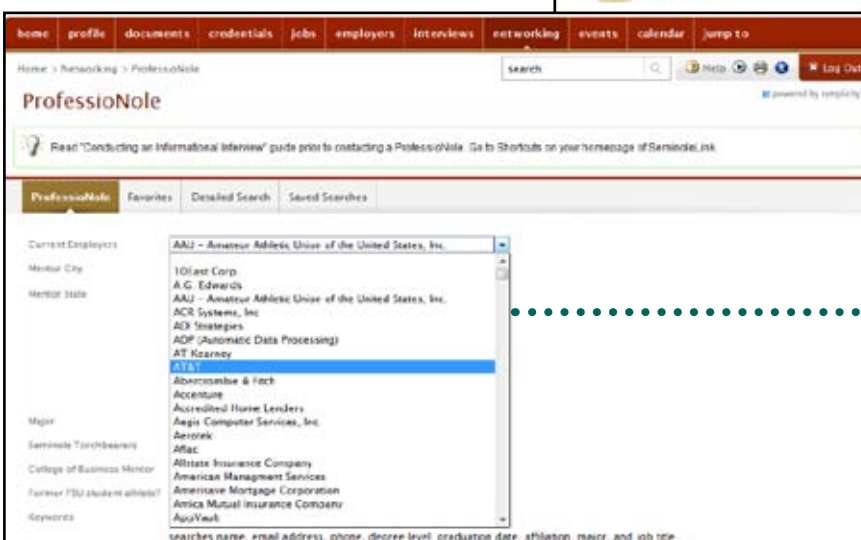 home profile documents credentials jobs employers interviews networking events calendar jump to
Home > Networking > ProfessioNole
search Help Log Out
ProfessioNole
powered by symplicity
Read "Conducting an Informational Interview" guide prior to contacting a ProfessioNole. Go to Shortcuts on your homepage of SeminoleLink.
ProfessioNole Favorites Detailed Search Saved Searches
Current Employers AAU - Amateur Athletic Union of the United States, Inc.
Mentor City
Mentor State
10East Corp.
A.G. Edwards
AAU - Amateur Athletic Union of the United States, Inc.
ACR Systems, Inc
ADI Strategies
ADP (Automatic Data Processing)
AT Kearney
AT&T
Abercrombie & Fitch
Accenture
Accredited Home Lenders
Aegis Computer Services, Inc.
Aerotek
Aflac
Allstate Insurance Company
American Managment Services
Amerisave Mortgage Corporation
Amica Mutual Insurance Company
AppVault
Major
Seminole Torchbearers
College of Business Mentor
Former FSU student athlete?
Keywords
searches name, email address, phone, degree level, graduation date, affiliation, major, and job title